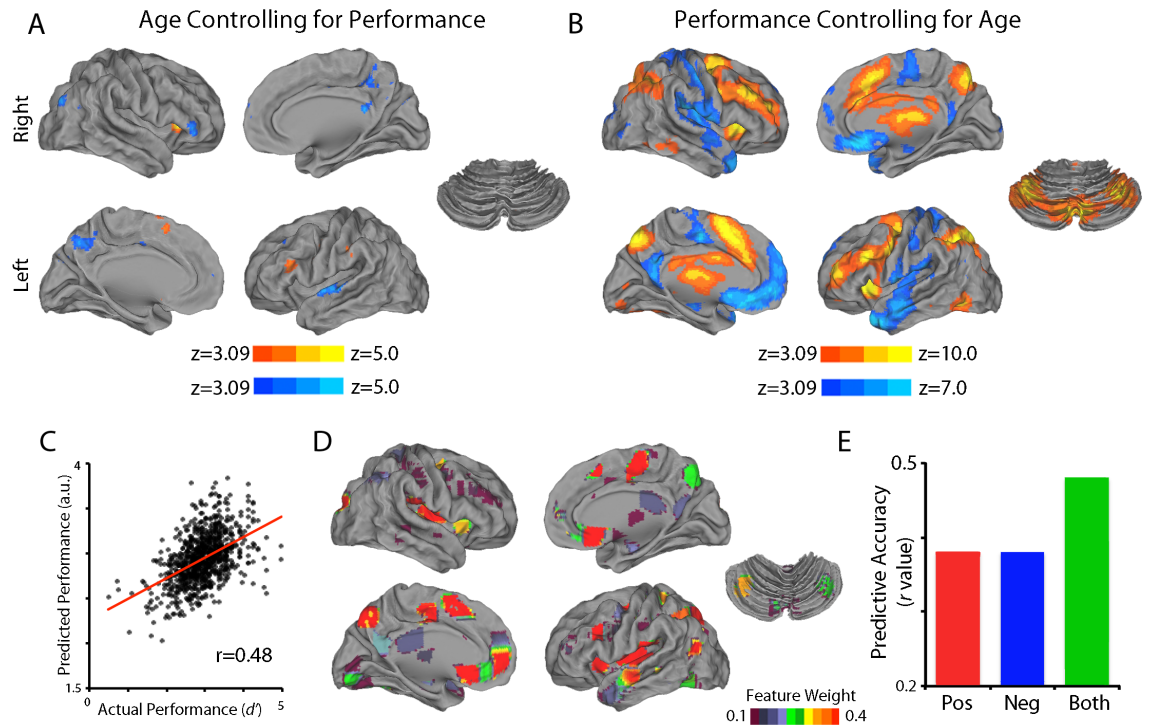 A Age Controlling for Performance
B Performance Controlling for Age
Right
Left
z=3.09 z=5.0
z=3.09 z=5.0
z=3.09 z=10.0
z=3.09 z=7.0
C
4
Predicted Performance (a.u.)
1.5
r=0.48
0 5
Actual Performance (d′)
D
Feature Weight
0.1 0.4
E
0.5
Predictive Accuracy
(r value)
0.2
Pos Neg Both